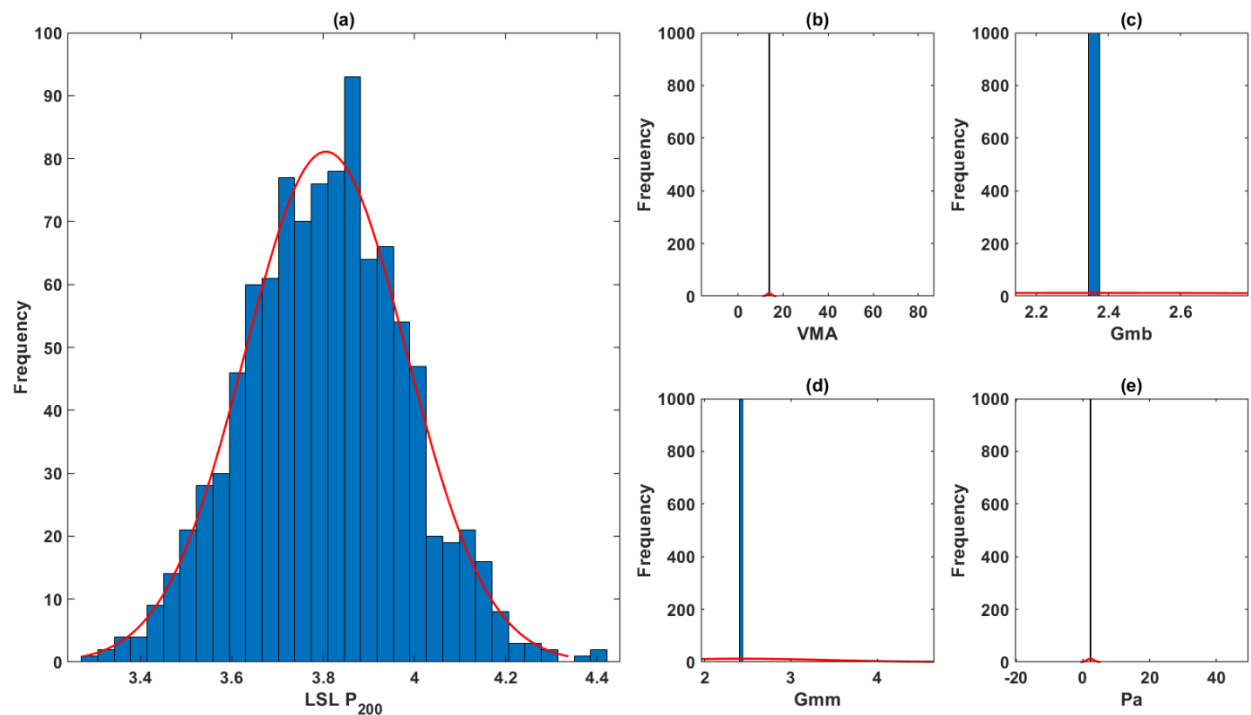 (a)
100
90
80
70
60
50
40
30
20
10
0
Frequency
3.4 3.6 3.8 4 4.2 4.4
LSL P200
(b)
1000
800
600
400
200
0
Frequency
0 20 40 60 80
VMA
(c)
1000
800
600
400
200
0
Frequency
2.2 2.4 2.6
Gmb
(d)
1000
800
600
400
200
0
Frequency
2 3 4
Gmm
(e)
1000
800
600
400
200
0
Frequency
-20 0 20 40
Pa